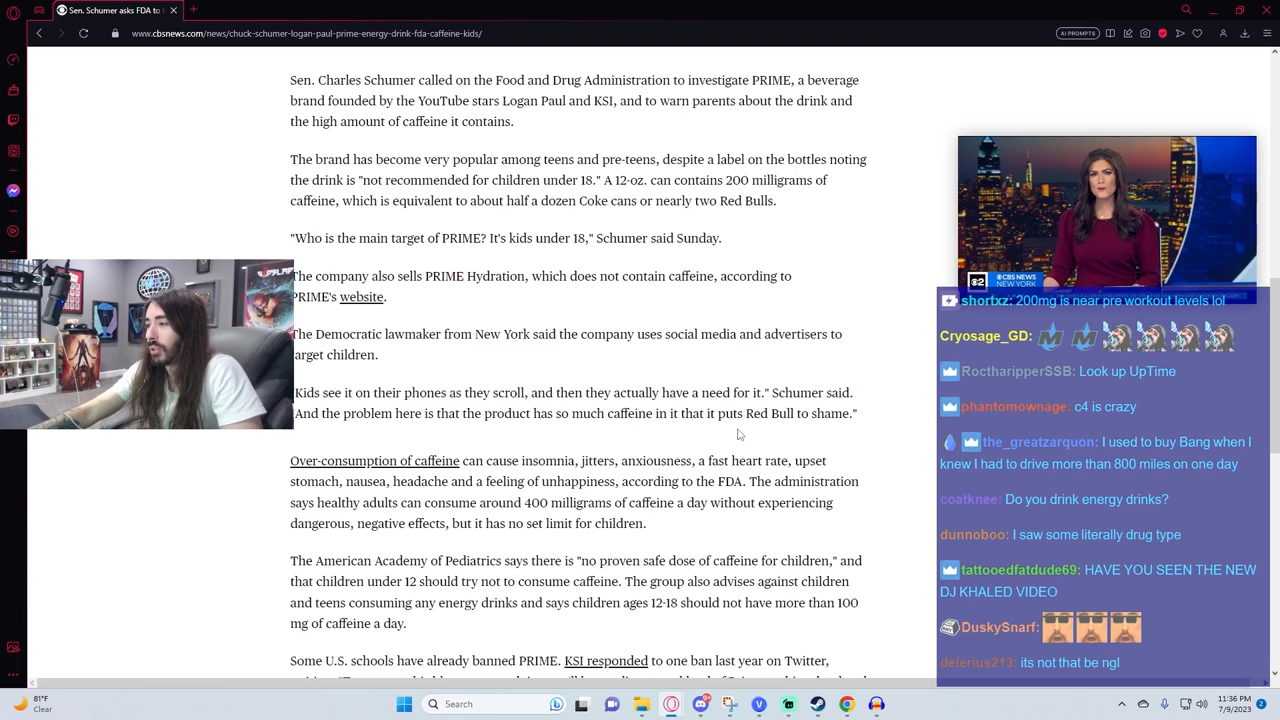 Sen. Schumer asks FDA to
www.cbsnews.com/news/chuck-schumer-logan-paul-prime-energy-drink-fda-caffeine-kids/
AI PROMPTS
Sen. Charles Schumer called on the Food and Drug Administration to investigate PRIME, a beverage
brand founded by the YouTube stars Logan Paul and KSI, and to warn parents about the drink and
the high amount of caffeine it contains.
The brand has become very popular among teens and pre-teens, despite a label on the bottles noting
the drink is "not recommended for children under 18." A 12-oz. can contains 200 milligrams of
caffeine, which is equivalent to about half a dozen Coke cans or nearly two Red Bulls.
"Who is the main target of PRIME? It's kids under 18," Schumer said Sunday.
The company also sells PRIME Hydration, which does not contain caffeine, according to
PRIME's website.
The Democratic lawmaker from New York said the company uses social media and advertisers to
target children.
Kids see it on their phones as they scroll, and then they actually have a need for it." Schumer said.
And the problem here is that the product has so much caffeine in it that it puts Red Bull to shame."
Over-consumption of caffeine can cause insomnia, jitters, anxiousness, a fast heart rate, upset
stomach, nausea, headache and a feeling of unhappiness, according to the FDA. The administration
says healthy adults can consume around 400 milligrams of caffeine a day without experiencing
dangerous, negative effects, but it has no set limit for children.
The American Academy of Pediatrics says there is "no proven safe dose of caffeine for children," and
that children under 12 should try not to consume caffeine. The group also advises against children
and teens consuming any energy drinks and says children ages 12-18 should not have more than 100
mg of caffeine a day.
Some U.S. schools have already banned PRIME. KSI responded to one ban last year on Twitter,
2 CBS NEWS
NEW YORK
shortxz: 200mg is near pre workout levels lol
Cryosage_GD:
RoctharipperSSB: Look up UpTime
phantomownage: c4 is crazy
the_greatzarquon: I used to buy Bang when I
knew I had to drive more than 800 miles on one day
coatknee: Do you drink energy drinks?
dunnoboo: I saw some literally drug type
tattooedfatdude69: HAVE YOU SEEN THE NEW
DJ KHALED VIDEO
DuskySnarf:
delerius213: its not that be ngl
81°F
Clear
Search
11:36 PM
7/9/2023